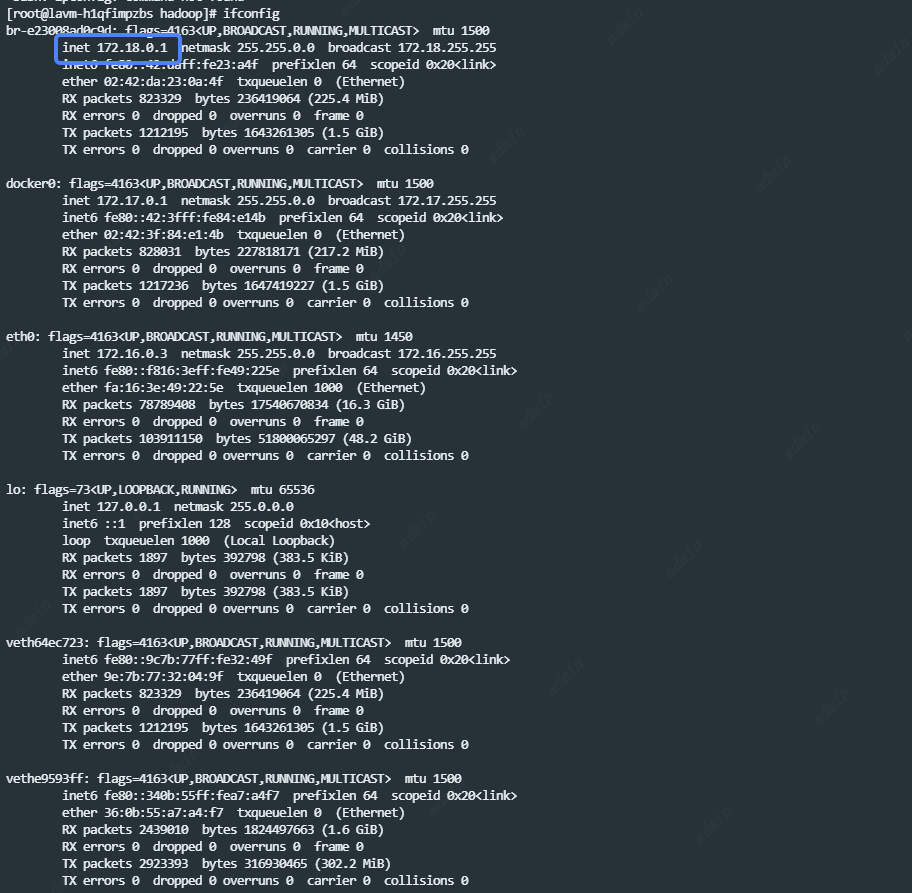 [root@lavm-h1qfimpzbs hadoop]# ifconfig
br-e23008ad0c9d: flags=4163<UP,BROADCAST,RUNNING,MULTICAST>  mtu 1500
        inet 172.18.0.1  netmask 255.255.0.0  broadcast 172.18.255.255
        inet6 fe80::42:daff:fe23:a4f  prefixlen 64  scopeid 0x20<link>
        ether 02:42:da:23:0a:4f  txqueuelen 0  (Ethernet)
        RX packets 823329  bytes 236419064 (225.4 MiB)
        RX errors 0  dropped 0  overruns 0  frame 0
        TX packets 1212195  bytes 1643261305 (1.5 GiB)
        TX errors 0  dropped 0 overruns 0  carrier 0  collisions 0
docker0: flags=4163<UP,BROADCAST,RUNNING,MULTICAST>  mtu 1500
        inet 172.17.0.1  netmask 255.255.0.0  broadcast 172.17.255.255
        inet6 fe80::42:3fff:fe84:e14b  prefixlen 64  scopeid 0x20<link>
        ether 02:42:3f:84:e1:4b  txqueuelen 0  (Ethernet)
        RX packets 828031  bytes 227818171 (217.2 MiB)
        RX errors 0  dropped 0  overruns 0  frame 0
        TX packets 1217236  bytes 1647419227 (1.5 GiB)
        TX errors 0  dropped 0 overruns 0  carrier 0  collisions 0
eth0: flags=4163<UP,BROADCAST,RUNNING,MULTICAST>  mtu 1450
        inet 172.16.0.3  netmask 255.255.0.0  broadcast 172.16.255.255
        inet6 fe80::f816:3eff:fe49:225e  prefixlen 64  scopeid 0x20<link>
        ether fa:16:3e:49:22:5e  txqueuelen 1000  (Ethernet)
        RX packets 78789408  bytes 17540670834 (16.3 GiB)
        RX errors 0  dropped 0  overruns 0  frame 0
        TX packets 103911150  bytes 51800065297 (48.2 GiB)
        TX errors 0  dropped 0 overruns 0  carrier 0  collisions 0
lo: flags=73<UP,LOOPBACK,RUNNING>  mtu 65536
        inet 127.0.0.1  netmask 255.0.0.0
        inet6 ::1  prefixlen 128  scopeid 0x10<host>
        loop  txqueuelen 1000  (Local Loopback)
        RX packets 1897  bytes 392798 (383.5 KiB)
        RX errors 0  dropped 0  overruns 0  frame 0
        TX packets 1897  bytes 392798 (383.5 KiB)
        TX errors 0  dropped 0 overruns 0  carrier 0  collisions 0
veth64ec723: flags=4163<UP,BROADCAST,RUNNING,MULTICAST>  mtu 1500
        inet6 fe80::9c7b:77ff:fe32:49f  prefixlen 64  scopeid 0x20<link>
        ether 9e:7b:77:32:04:9f  txqueuelen 0  (Ethernet)
        RX packets 823329  bytes 236419064 (225.4 MiB)
        RX errors 0  dropped 0  overruns 0  frame 0
        TX packets 1212195  bytes 1643261305 (1.5 GiB)
        TX errors 0  dropped 0 overruns 0  carrier 0  collisions 0
vethe9593ff: flags=4163<UP,BROADCAST,RUNNING,MULTICAST>  mtu 1500
        inet6 fe80::340b:55ff:fea7:a4f7  prefixlen 64  scopeid 0x20<link>
        ether 36:0b:55:a7:a4:f7  txqueuelen 0  (Ethernet)
        RX packets 2439010  bytes 1824497663 (1.6 GiB)
        RX errors 0  dropped 0  overruns 0  frame 0
        TX packets 2923393  bytes 316930465 (302.2 MiB)
        TX errors 0  dropped 0 overruns 0  carrier 0  collisions 0